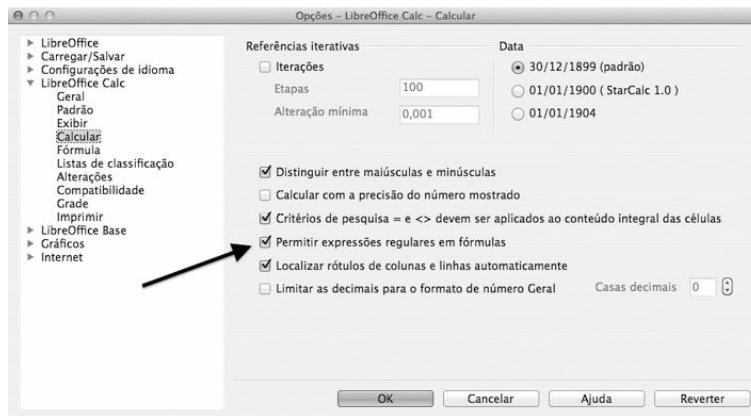 Opções – LibreOffice Calc – Calcular
LibreOffice
Carregar/Salvar
Configurações de idioma
LibreOffice Calc
Geral
Padrão
Exibir
Calcular
Fórmula
Listas de classificação
Alterações
Compatibilidade
Grade
Imprimir
LibreOffice Base
Gráficos
Internet
Referências iterativas
Iterações
Etapas 100
Alteração mínima 0,001
Data
30/12/1899 (padrão)
01/01/1900 ( StarCalc 1.0 )
01/01/1904
Distinguir entre maiúsculas e minúsculas
Calcular com a precisão do número mostrado
Critérios de pesquisa = e <> devem ser aplicados ao conteúdo integral das células
Permitir expressões regulares em fórmulas
Localizar rótulos de colunas e linhas automaticamente
Limitar as decimais para o formato de número Geral Casas decimais 0
OK Cancelar Ajuda Reverter